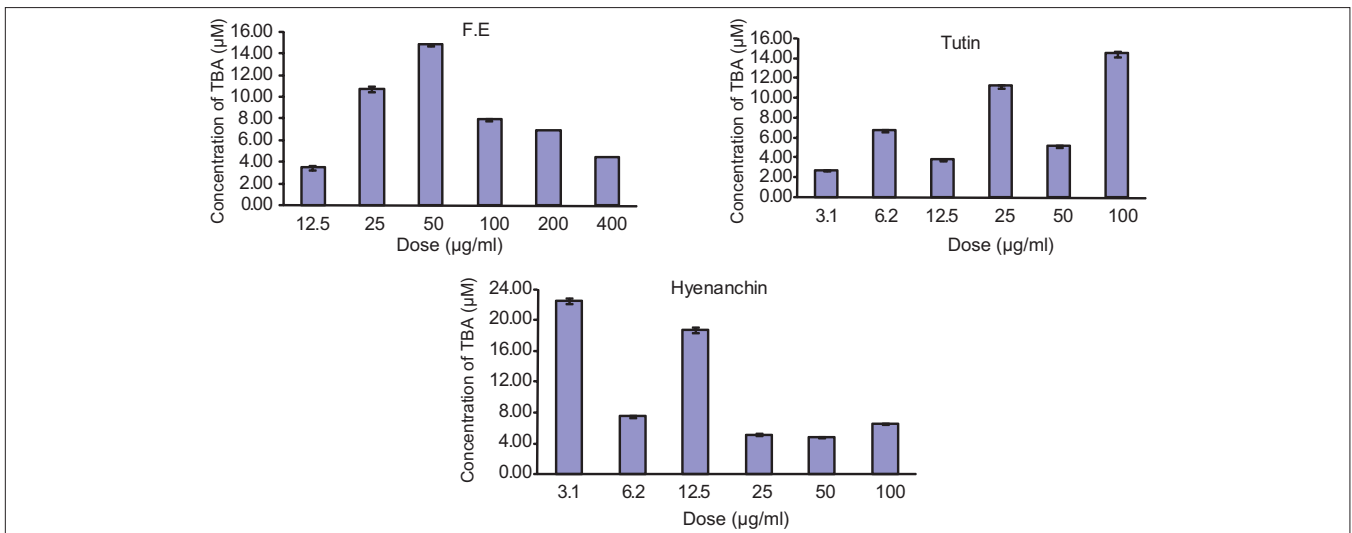 F.E
Concentration of TBA (µM)
16.00
14.00
12.00
10.00
8.00
6.00
4.00
2.00
0.00
12.5 25 50 100 200 400
Dose (µg/ml)
Tutin
Concentration of TBA (µM)
16.00
14.00
12.00
10.00
8.00
6.00
4.00
2.00
0.00
3.1 6.2 12.5 25 50 100
Dose (µg/ml)
Hyenanchin
Concentration of TBA (µM)
24.00
20.00
16.00
12.00
8.00
4.00
0.00
3.1 6.2 12.5 25 50 100
Dose (µg/ml)